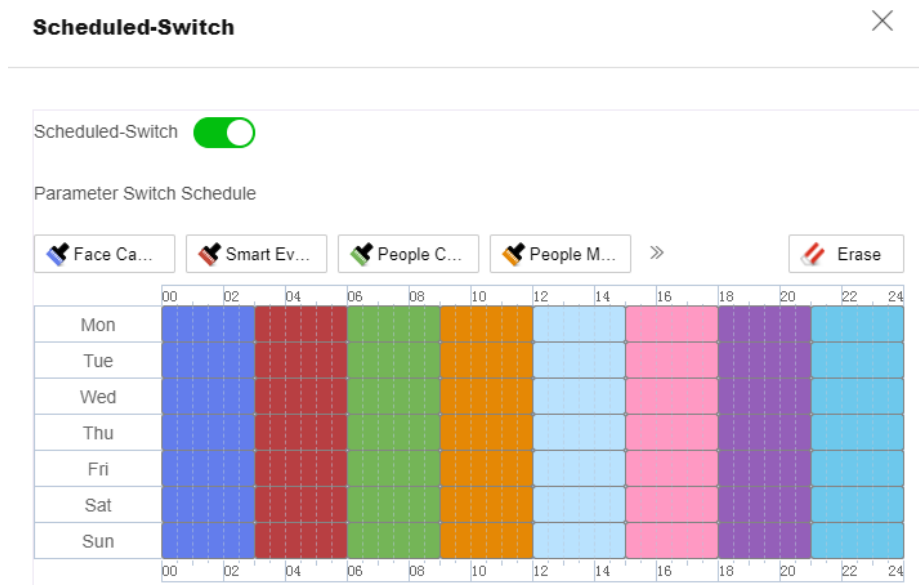 Scheduled-Switch
Scheduled-Switch
Parameter Switch Schedule
Face Ca... Smart Ev... People C... People M... Erase
00 02 04 06 08 10 12 14 16 18 20 22 24
Mon
Tue
Wed
Thu
Fri
Sat
Sun
00 02 04 06 08 10 12 14 16 18 20 22 24